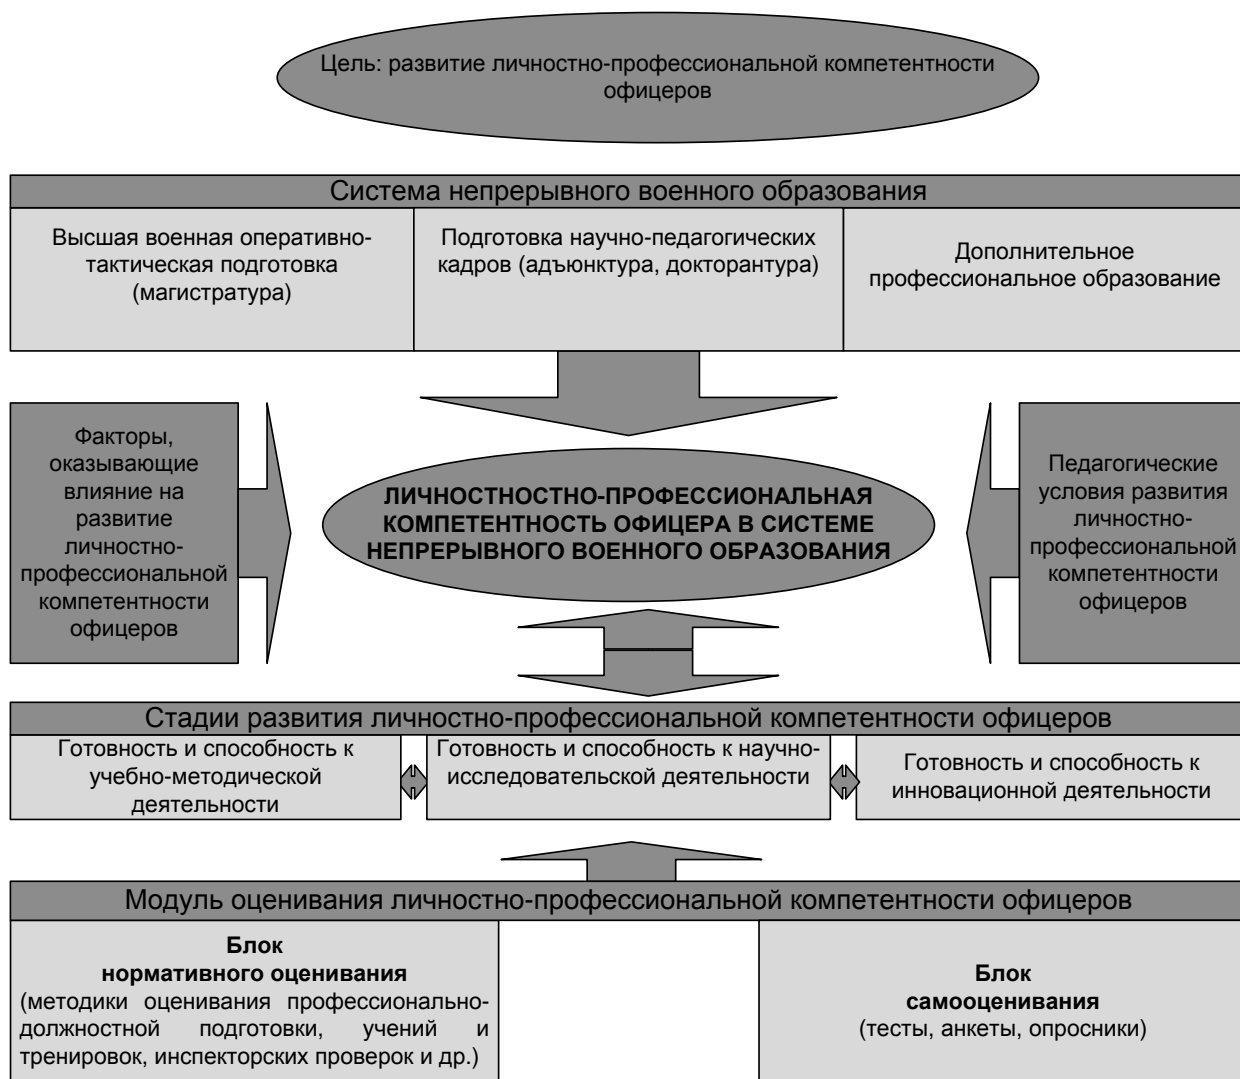 Цель: развитие личностно-профессиональной компетентности
офицеров
Система непрерывного военного образования
Высшая военная оперативно-
тактическая подготовка
(магистратура)
Подготовка научно-педагогических
кадров (адъюнктура, докторантура)
Дополнительное
профессиональное образование
Факторы,
оказывающие
влияние на
развитие
личностно-
профессиональной
компетентности
офицеров
ЛИЧНОСТНОСТНО-ПРОФЕССИОНАЛЬНАЯ
КОМПЕТЕНТНОСТЬ ОФИЦЕРА В СИСТЕМЕ
НЕПРЕРЫВНОГО ВОЕННОГО ОБРАЗОВАНИЯ
Педагогические
условия развития
личностно-
профессиональной
компетентности
офицеров
Стадии развития личностно-профессиональной компетентности офицеров
Готовность и способность к
учебно-методической
деятельности
Готовность и способность к научно-
исследовательской деятельности
Готовность и способность к
инновационной деятельности
Модуль оценивания личностно-профессиональной компетентности офицеров
Блок
нормативного оценивания
(методики оценивания профессионально-
должностной подготовки, учений и
тренировок, инспекторских проверок и др.)
Блок
самооценивания
(тесты, анкеты, опросники)